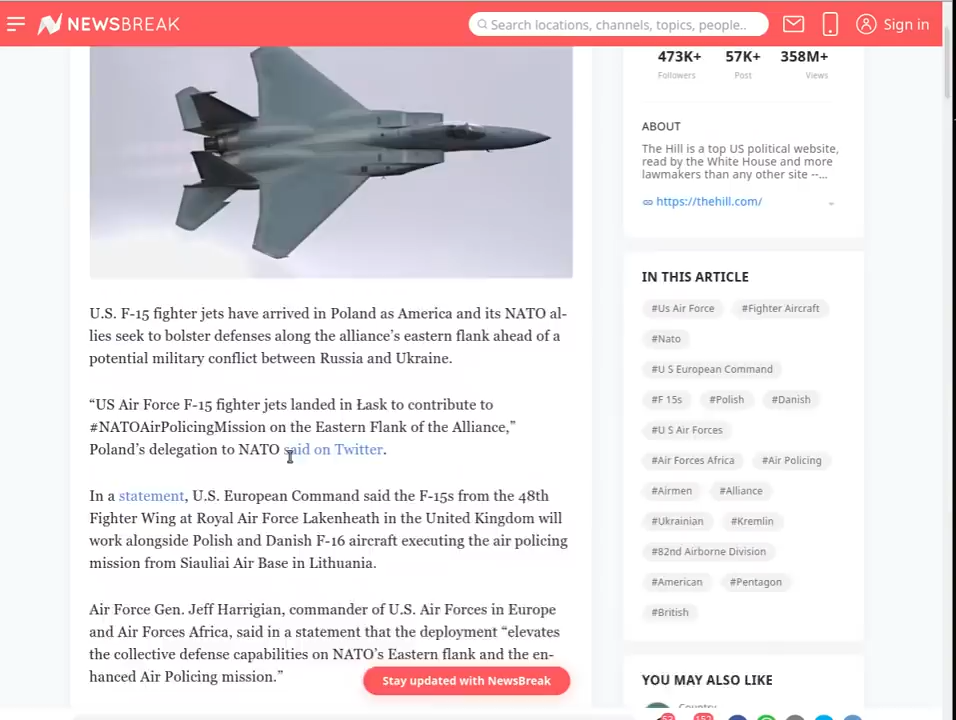 NEWSBREAK
Search locations, channels, topics, people..
Sign in
U.S. F-15 fighter jets have arrived in Poland as America and its NATO al-
lies seek to bolster defenses along the alliance's eastern flank ahead of a
potential military conflict between Russia and Ukraine.
“US Air Force F-15 fighter jets landed in Łask to contribute to
#NATOAirPolicingMission on the Eastern Flank of the Alliance,”
Poland's delegation to NATO said on Twitter.
In a statement, U.S. European Command said the F-15s from the 48th
Fighter Wing at Royal Air Force Lakenheath in the United Kingdom will
work alongside Polish and Danish F-16 aircraft executing the air policing
mission from Siauliai Air Base in Lithuania.
Air Force Gen. Jeff Harrigian, commander of U.S. Air Forces in Europe
and Air Forces Africa, said in a statement that the deployment “elevates
the collective defense capabilities on NATO's Eastern flank and the en-
hanced Air Policing mission.”
Stay updated with NewsBreak
473K+ 57K+ 358M+
Followers Post Views
ABOUT
The Hill is a top US political website,
read by the White House and more
lawmakers than any other site --...
https://thehill.com/
IN THIS ARTICLE
#Us Air Force #Fighter Aircraft
#Nato
#U S European Command
#F 15s #Polish #Danish
#U S Air Forces
#Air Forces Africa #Air Policing
#Airmen #Alliance
#Ukrainian #Kremlin
#82nd Airborne Division
#American #Pentagon
#British
YOU MAY ALSO LIKE